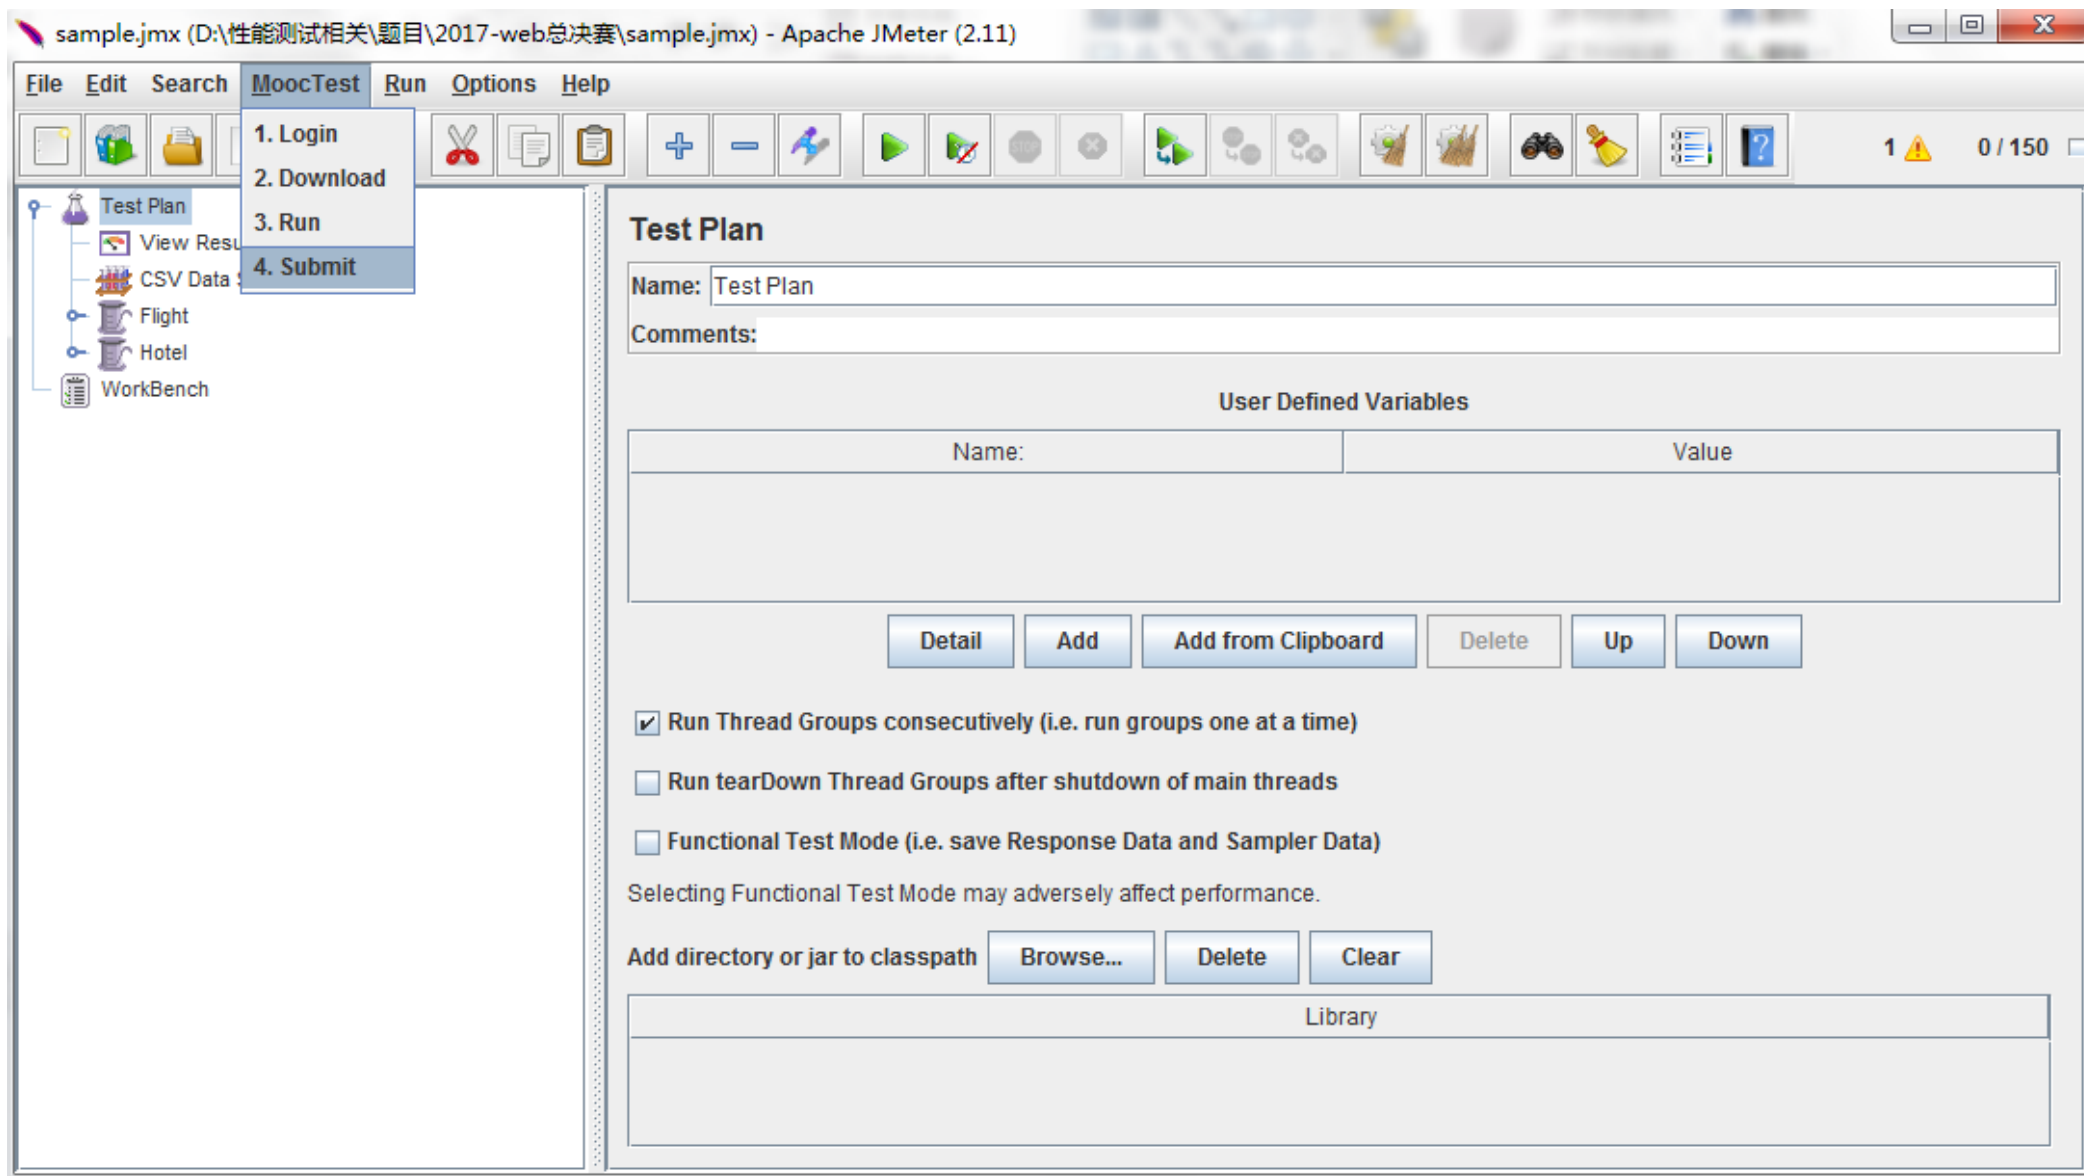 sample.jmx (D:\性能测试相关\题目\2017-web总决赛\sample.jmx) - Apache JMeter (2.11)
File Edit Search MoocTest Run Options Help
1. Login
2. Download
3. Run
4. Submit
STOP
1
0 / 150
Test Plan
View Resu
CSV Data
Flight
Hotel
WorkBench
Test Plan
Name: Test Plan
Comments:
User Defined Variables
Name: Value
Detail Add Add from Clipboard Delete Up Down
Run Thread Groups consecutively (i.e. run groups one at a time)
Run tearDown Thread Groups after shutdown of main threads
Functional Test Mode (i.e. save Response Data and Sampler Data)
Selecting Functional Test Mode may adversely affect performance.
Add directory or jar to classpath Browse... Delete Clear
Library